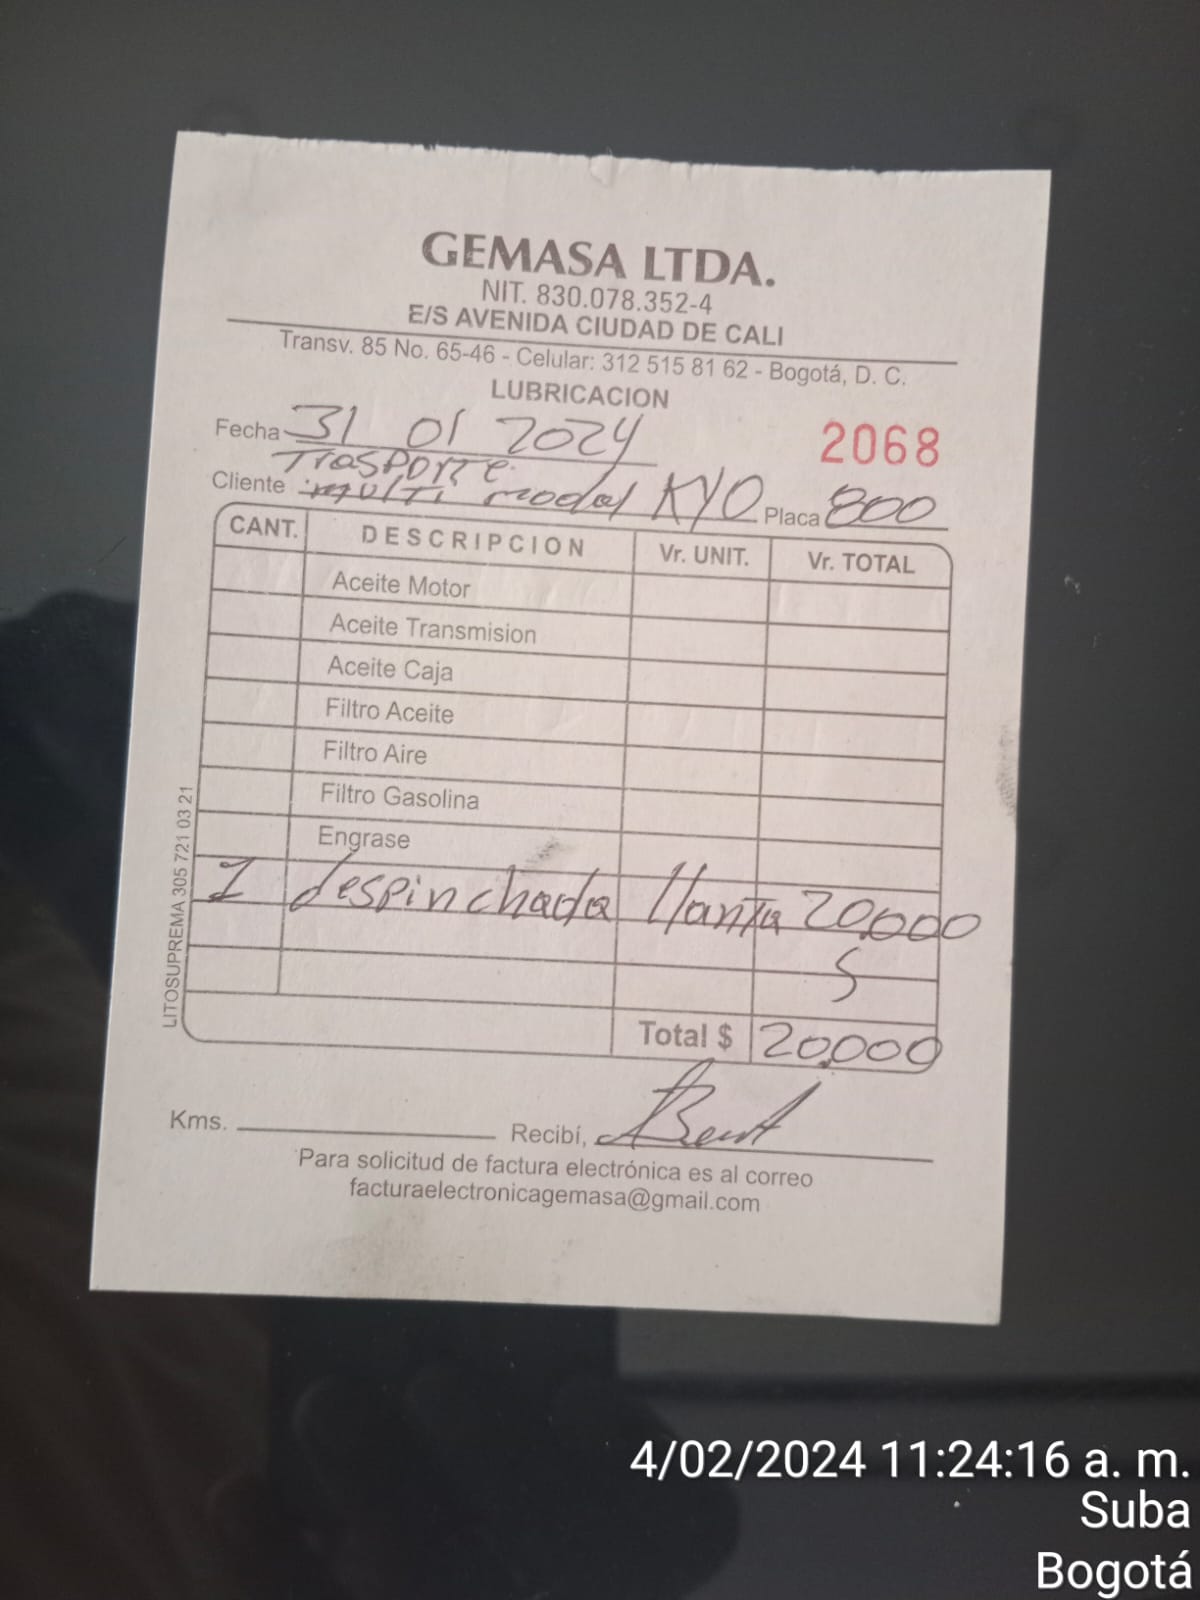 GEMASA LTDA.
NIT. 830.078.352-4
E/S AVENIDA CIUDAD DE CALI
Transv. 85 No. 65-46 - Celular: 312 515 81 62 - Bogotá, D. C.
LUBRICACION
Fecha 31 01 2024
2068
Trasporte
Cliente multi modal KYO Placa 800
CANT. DESCRIPCION Vr. UNIT. Vr. TOTAL
Aceite Motor
Aceite Transmision
Aceite Caja
Filtro Aceite
Filtro Aire
Filtro Gasolina
Engrase
1 despinchada llanta 20.000
Total $ 20.000
Kms. Recibí,
Para solicitud de factura electrónica es al correo
facturaelectronicagemasa@gmail.com
LITOSUPREMA 305 721 03 21
4/02/2024 11:24:16 a. m.
Suba
Bogotá